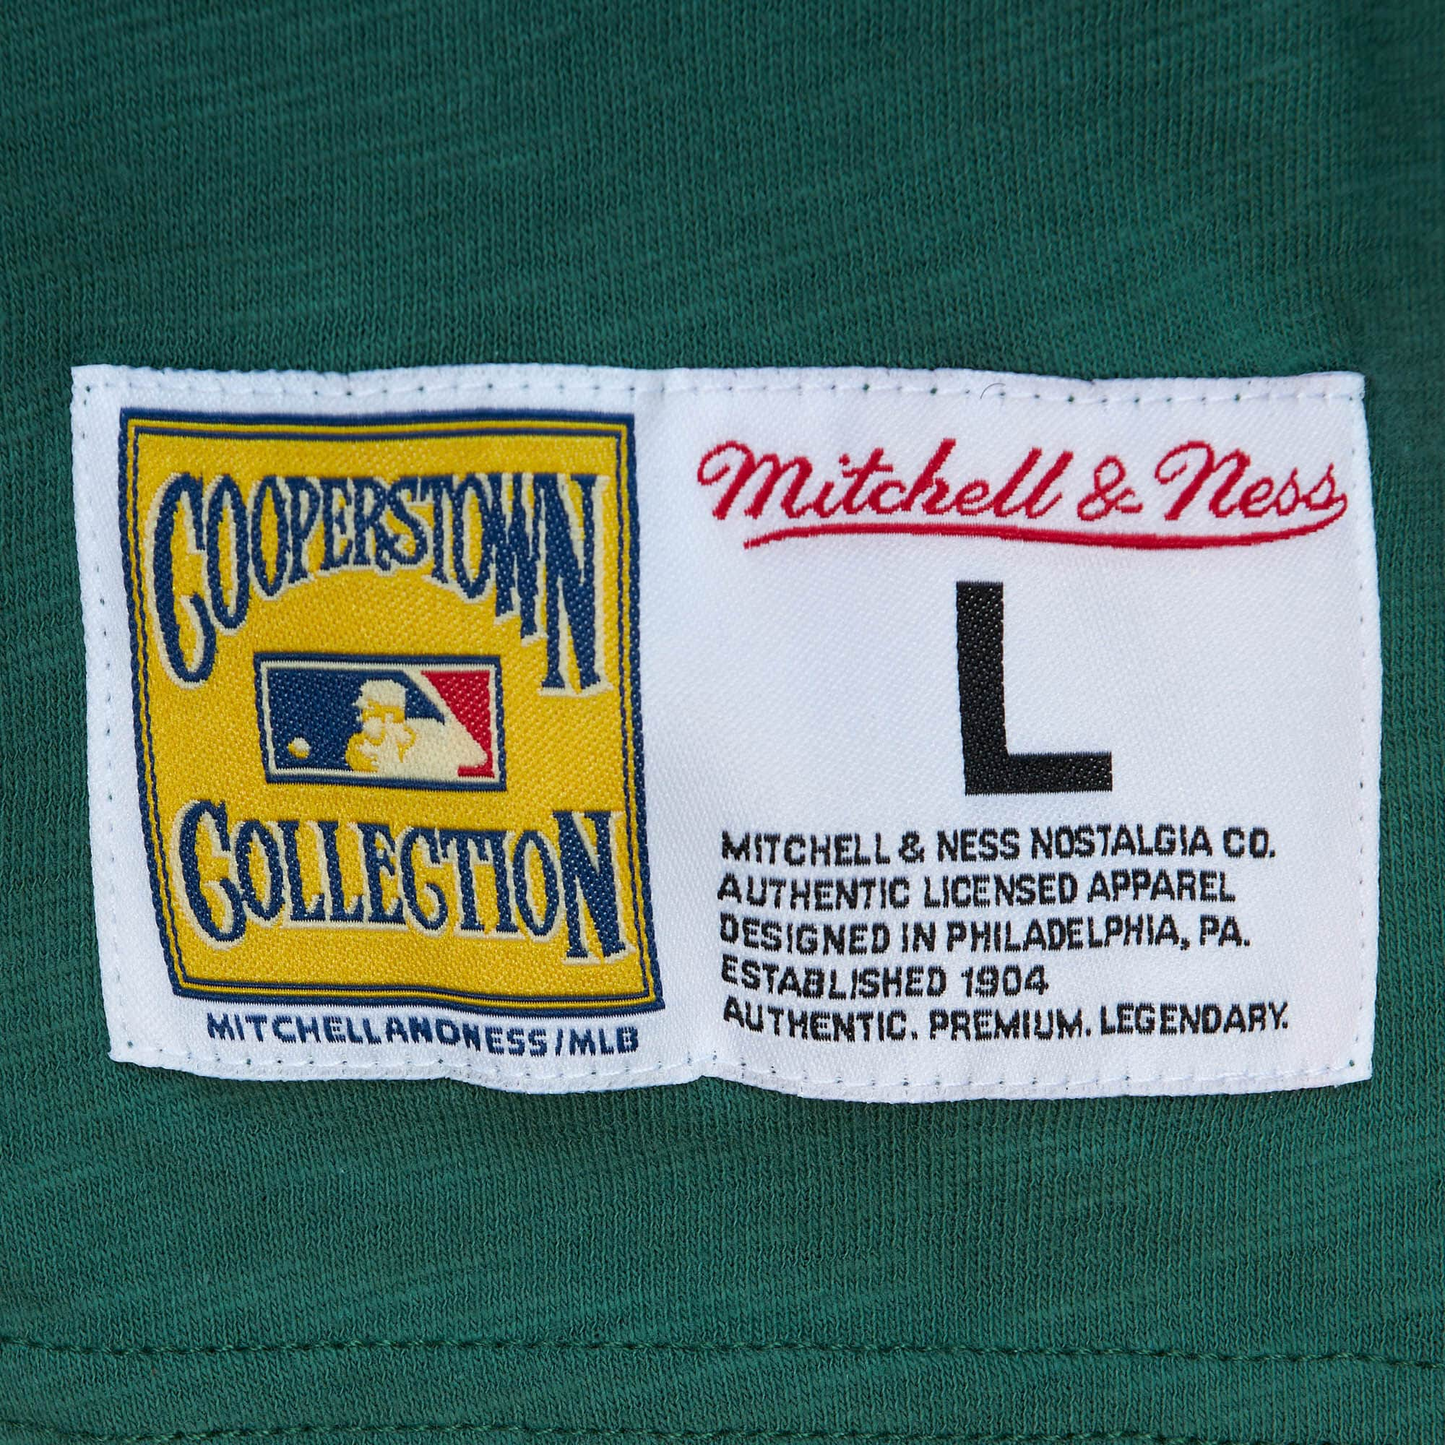 COOPERSTOWN
COLLECTION
MITCHELLANDNESS/MLB
Mitchell & Ness
L
MITCHELL & NESS NOSTALGIA CO.
AUTHENTIC LICENSED APPAREL
DESIGNED IN PHILADELPHIA, PA.
ESTABLISHED 1904
AUTHENTIC. PREMIUM. LEGENDARY.